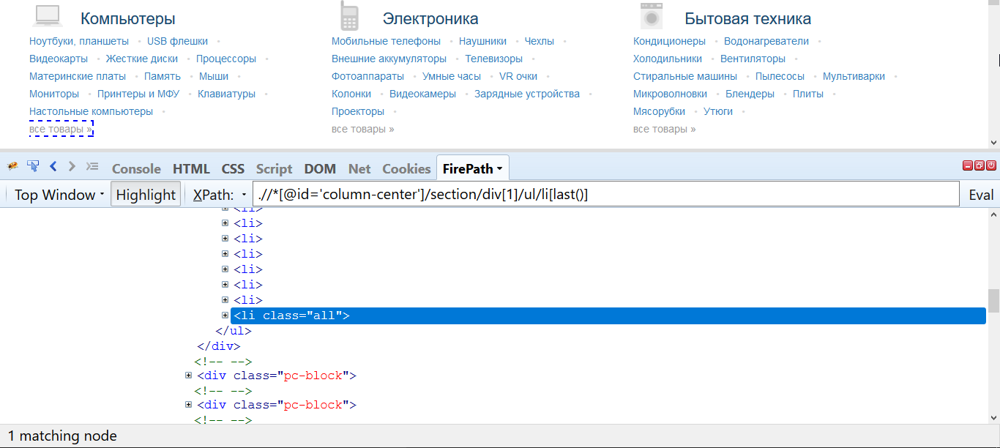 Компьютеры Электроника Бытовая техника
Ноутбуки, планшеты • USB флешки • Мобильные телефоны • Наушники • Чехлы • Кондиционеры • Водонагреватели •
Видеокарты • Жесткие диски • Процессоры • Внешние аккумуляторы • Телевизоры • Холодильники • Вентиляторы •
Материнские платы • Память • Мыши • Фотоаппараты • Умные часы • VR очки • Стиральные машины • Пылесосы • Мультиварки •
Мониторы • Принтеры и МФУ • Клавиатуры • Колонки • Видеокамеры • Зарядные устройства • Микроволновки • Блендеры • Плиты •
Настольные компьютеры • Проекторы • Мясорубки • Утюги •
все товары » все товары » все товары »
Console HTML CSS Script DOM Net Cookies FirePath
Top Window Highlight XPath: .//*[@id='column-center']/section/div[1]/ul/li[last()] Eval
<li>
<li>
<li>
<li>
<li>
<li>
<li>
<li class="all">
</ul>
</div>
<!-- -->
<div class="pc-block">
<!-- -->
<div class="pc-block">
<!-- -->
1 matching node